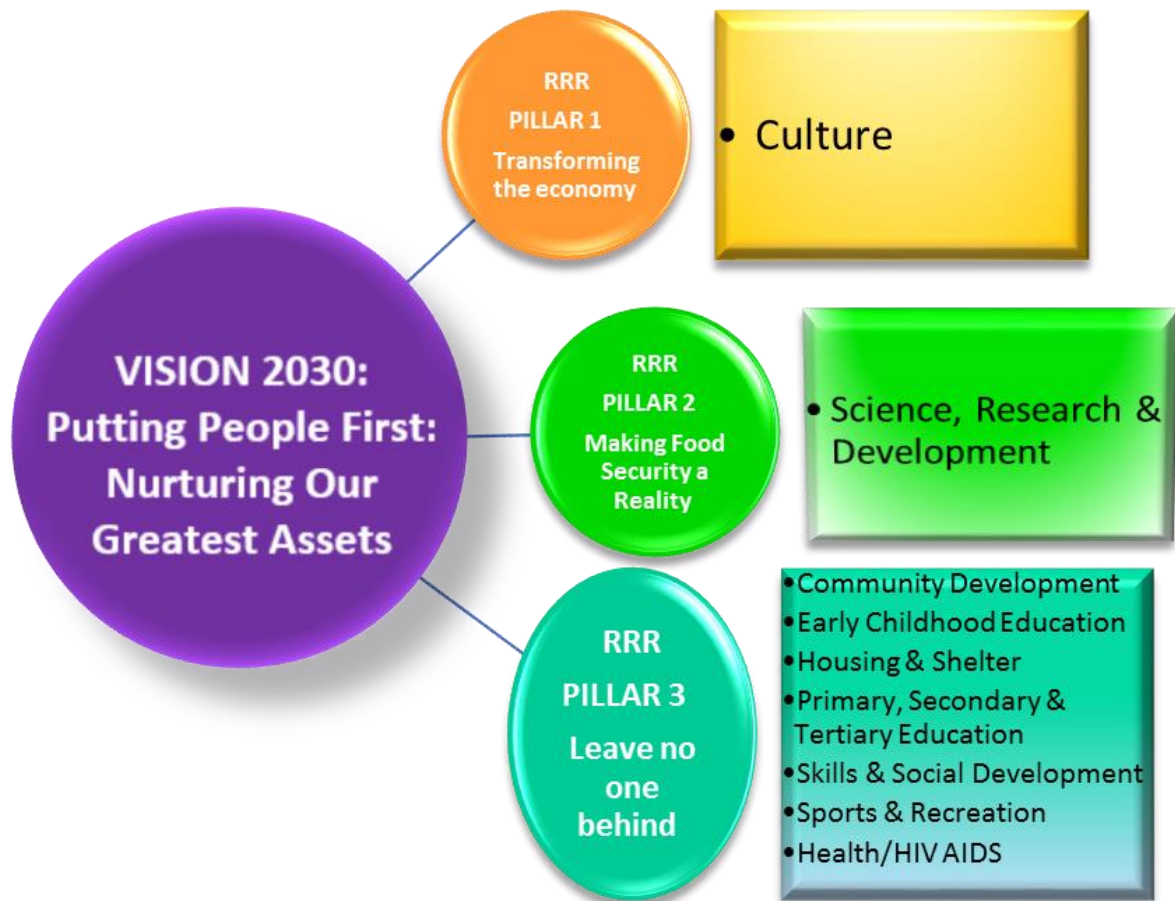 VISION 2030:
Putting People First:
Nurturing Our
Greatest Assets
RRR
PILLAR 1
Transforming
the economy
• Culture
RRR
PILLAR 2
Making Food
Security a
Reality
• Science, Research &
Development
RRR
PILLAR 3
Leave no
one
behind
•Community Development
•Early Childhood Education
•Housing & Shelter
•Primary, Secondary &
Tertiary Education
•Skills & Social Development
•Sports & Recreation
•Health/HIV AIDS